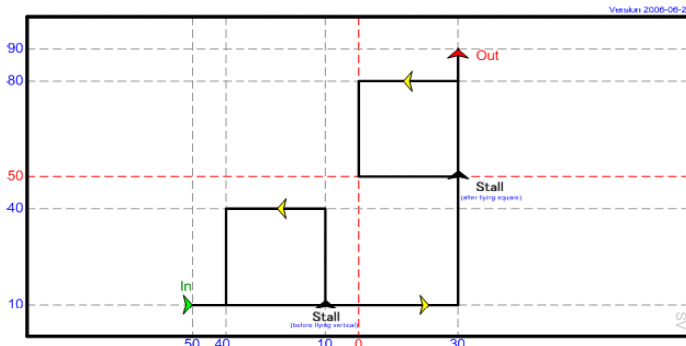 Version 2006-06-2
90
Out
80
50
Stall
(after flying square)
40
In
10
Stall
(before flying vertical)
50 40 10 0 30
SV